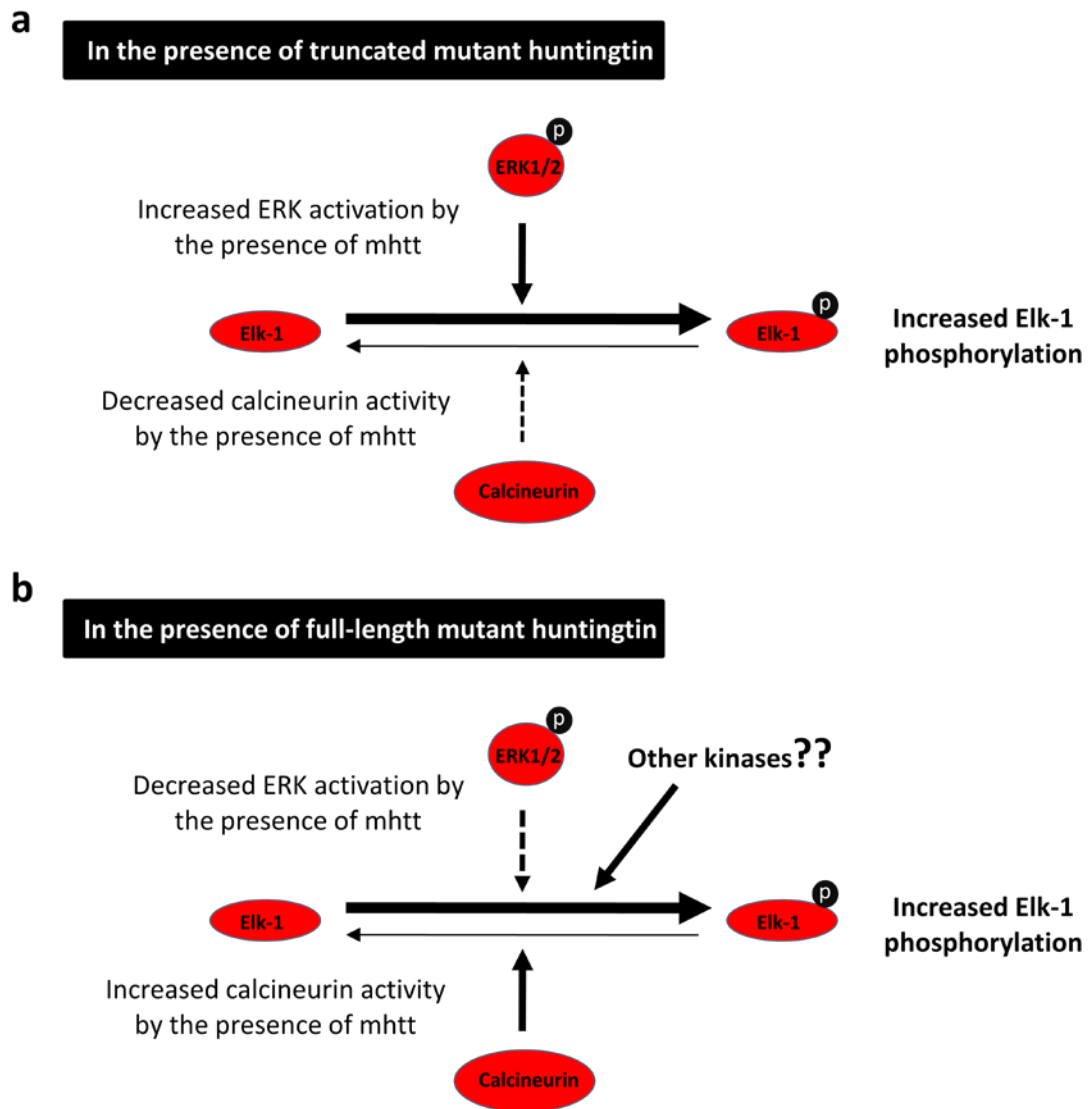 a
In the presence of truncated mutant huntingtin
p
ERK1/2
Increased ERK activation by
the presence of mhtt
Elk-1
p
Elk-1
Increased Elk-1
phosphorylation
Decreased calcineurin activity
by the presence of mhtt
Calcineurin
b
In the presence of full-length mutant huntingtin
p
ERK1/2
Other kinases??
Decreased ERK activation by
the presence of mhtt
Elk-1
p
Elk-1
Increased Elk-1
phosphorylation
Increased calcineurin activity
by the presence of mhtt
Calcineurin